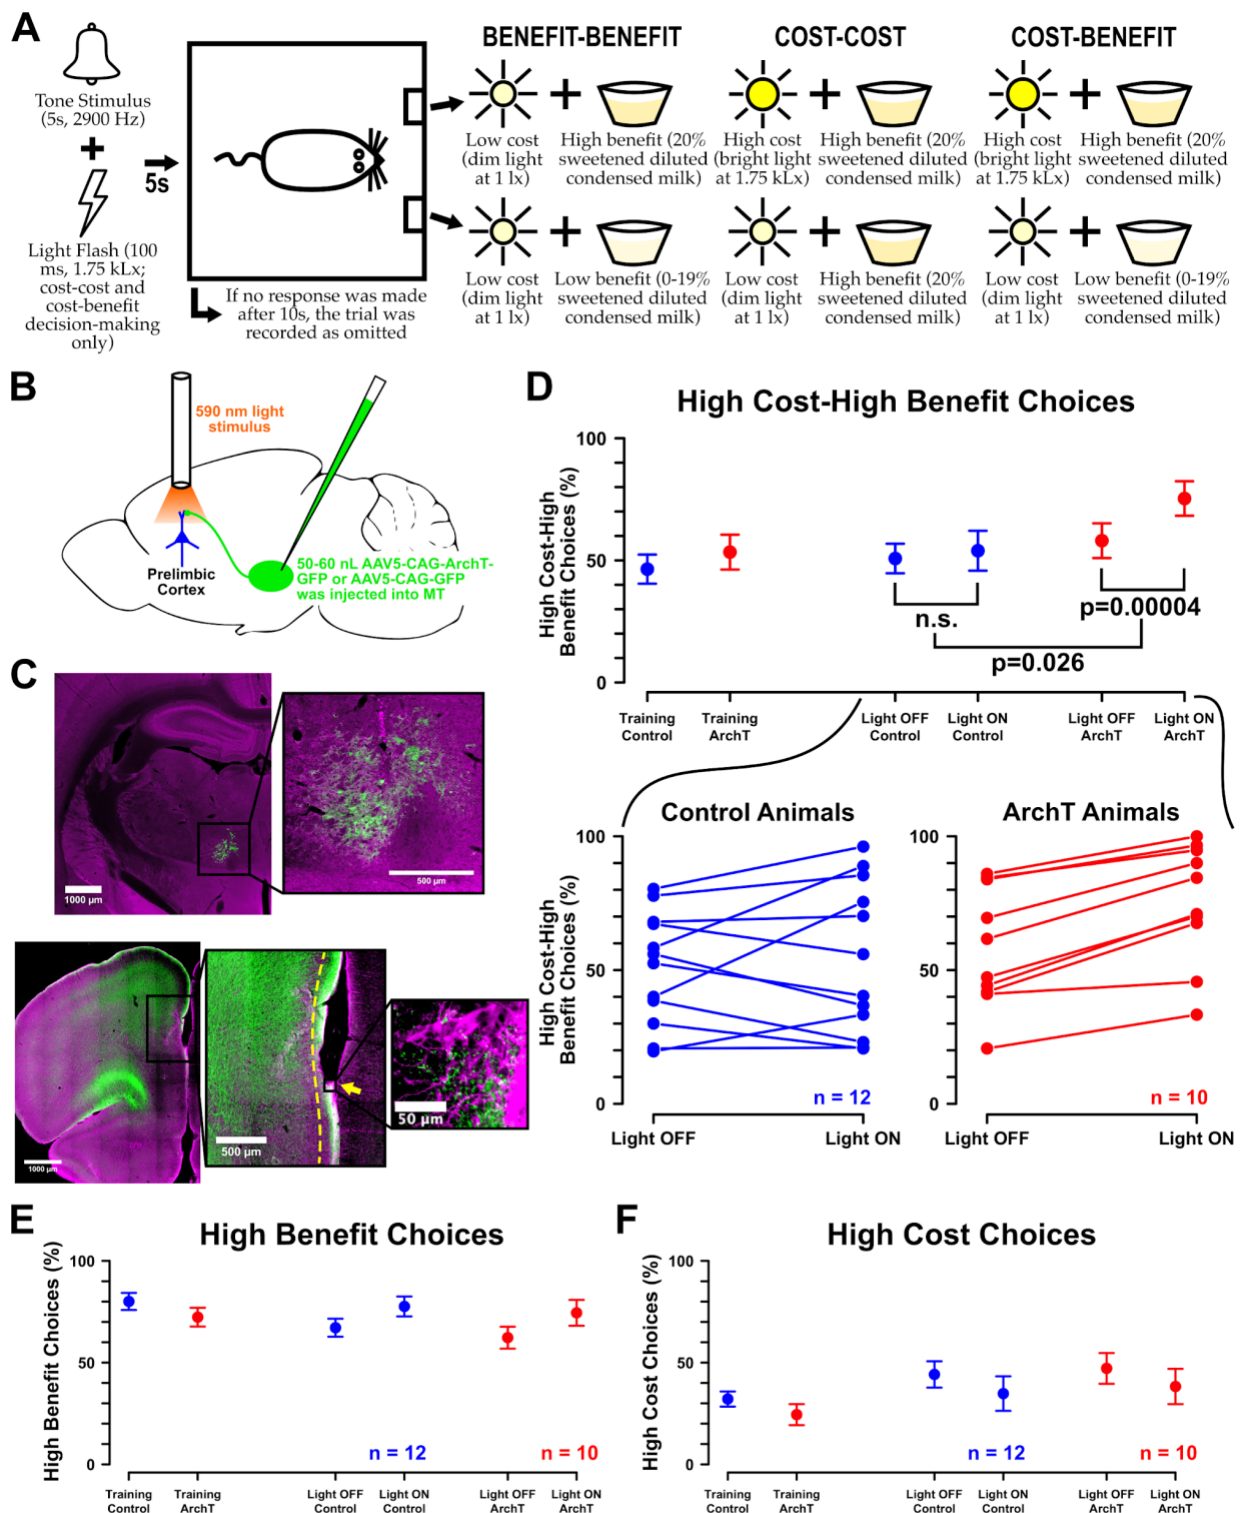 A
Tone Stimulus
(5s, 2900 Hz)
+
Light Flash (100
ms, 1.75 kLx;
cost-cost and
cost-benefit
decision-making
only)
5s
If no response was made
after 10s, the trial was
recorded as omitted
BENEFIT-BENEFIT
+
Low cost
(dim light
at 1 lx)
High benefit (20%
sweetened diluted
condensed milk)
+
Low cost
(dim light
at 1 lx)
Low benefit (0-19%
sweetened diluted
condensed milk)
COST-COST
+
High cost
(bright light
at 1.75 kLx)
High benefit (20%
sweetened diluted
condensed milk)
+
Low cost
(dim light
at 1 lx)
High benefit (20%
sweetened diluted
condensed milk)
COST-BENEFIT
+
High cost
(bright light
at 1.75 kLx)
High benefit (20%
sweetened diluted
condensed milk)
+
Low cost
(dim light
at 1 lx)
Low benefit (0-19%
sweetened diluted
condensed milk)
B
590 nm light
stimulus
Prelimbic
Cortex
50-60 nL AAV5-CAG-ArchT-
GFP or AAV5-CAG-GFP
was injected into MT
C
1000 µm
500 µm
1000 µm
500 µm
50 µm
D
High Cost-High Benefit Choices
High Cost-High
Benefit Choices (%)
100
50
0
n.s.
p=0.00004
p=0.026
Training
Control
Training
ArchT
Light OFF
Control
Light ON
Control
Light OFF
ArchT
Light ON
ArchT
Control Animals
High Cost-High
Benefit Choices (%)
100
50
0
n = 12
Light OFF
Light ON
ArchT Animals
100
50
0
n = 10
Light OFF
Light ON
E
High Benefit Choices
High Benefit Choices (%)
100
50
0
n = 12
n = 10
Training
Control
Training
ArchT
Light OFF
Control
Light ON
Control
Light OFF
ArchT
Light ON
ArchT
F
High Cost Choices
High Cost Choices (%)
100
50
0
n = 12
n = 10
Training
Control
Training
ArchT
Light OFF
Control
Light ON
Control
Light OFF
ArchT
Light ON
ArchT